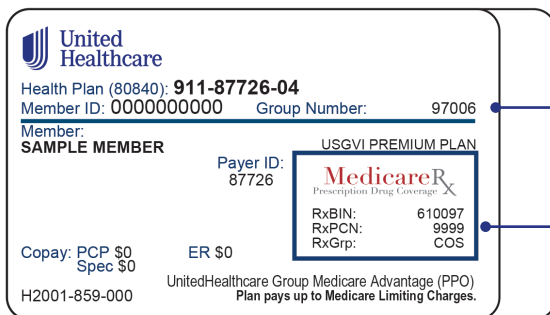 United
Healthcare
Health Plan (80840): 911-87726-04
Member ID: 0000000000 Group Number: 97006
Member:
SAMPLE MEMBER
USGVI PREMIUM PLAN
Payer ID:
87726
MedicareRx
Prescription Drug Coverage
RxBIN: 610097
RxPCN: 9999
RxGrp: COS
Copay: PCP $0 ER $0
Spec $0
UnitedHealthcare Group Medicare Advantage (PPO)
H2001-859-000
Plan pays up to Medicare Limiting Charges.